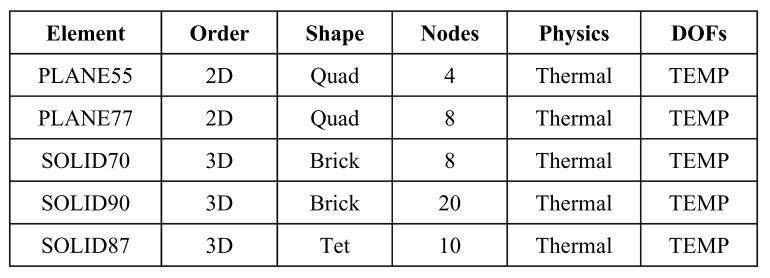 Element Order Shape Nodes Physics DOFs
PLANE55 2D Quad 4 Thermal TEMP
PLANE77 2D Quad 8 Thermal TEMP
SOLID70 3D Brick 8 Thermal TEMP
SOLID90 3D Brick 20 Thermal TEMP
SOLID87 3D Tet 10 Thermal TEMP